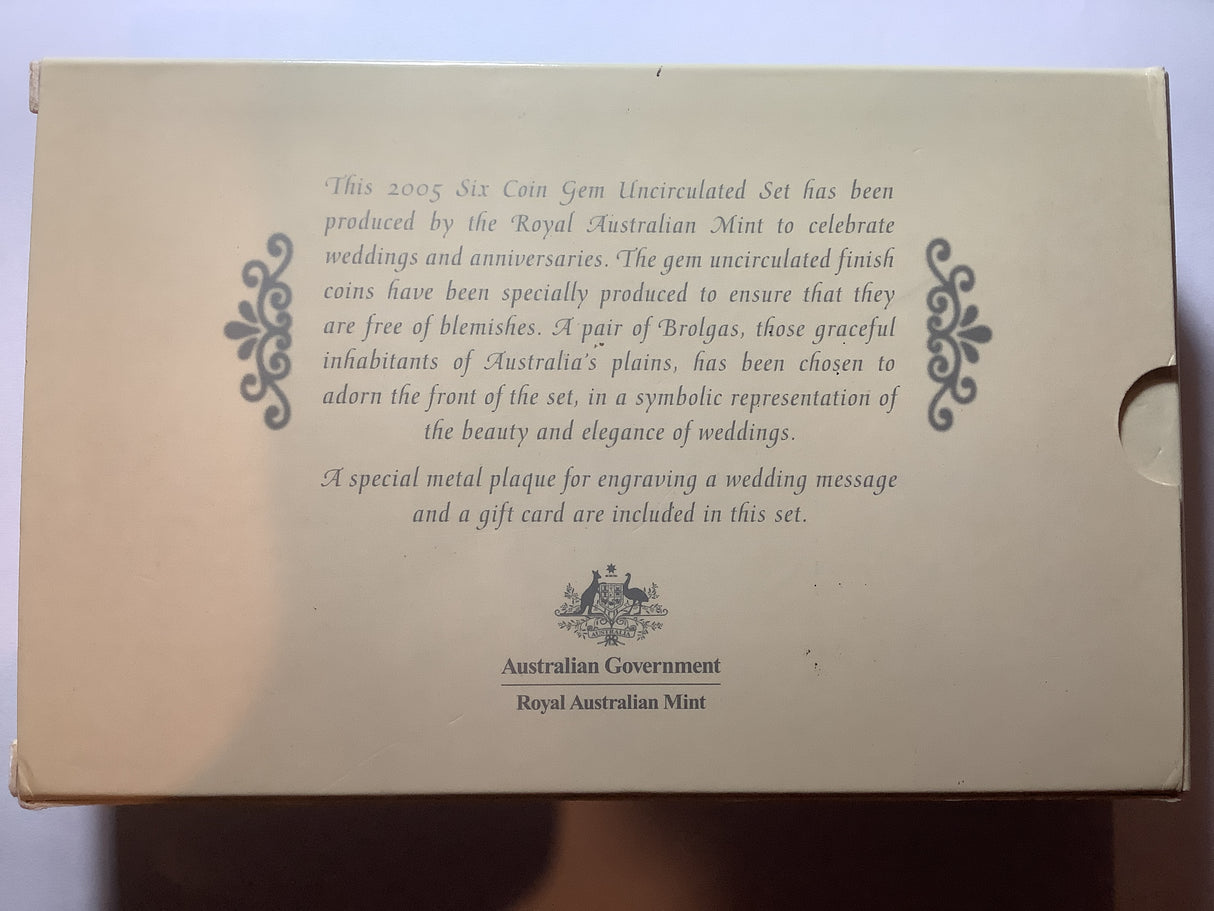 This 2005 Six Coin Gem Uncirculated Set has been
produced by the Royal Australian Mint to celebrate
weddings and anniversaries. The gem uncirculated finish
coins have been specially produced to ensure that they
are free of blemishes. A pair of Brolgas, those graceful
inhabitants of Australia's plains, has been chosen to
adorn the front of the set, in a symbolic representation of
the beauty and elegance of weddings.
A special metal plaque for engraving a wedding message
and a gift card are included in this set.
AUSTRALIA
Australian Government
Royal Australian Mint